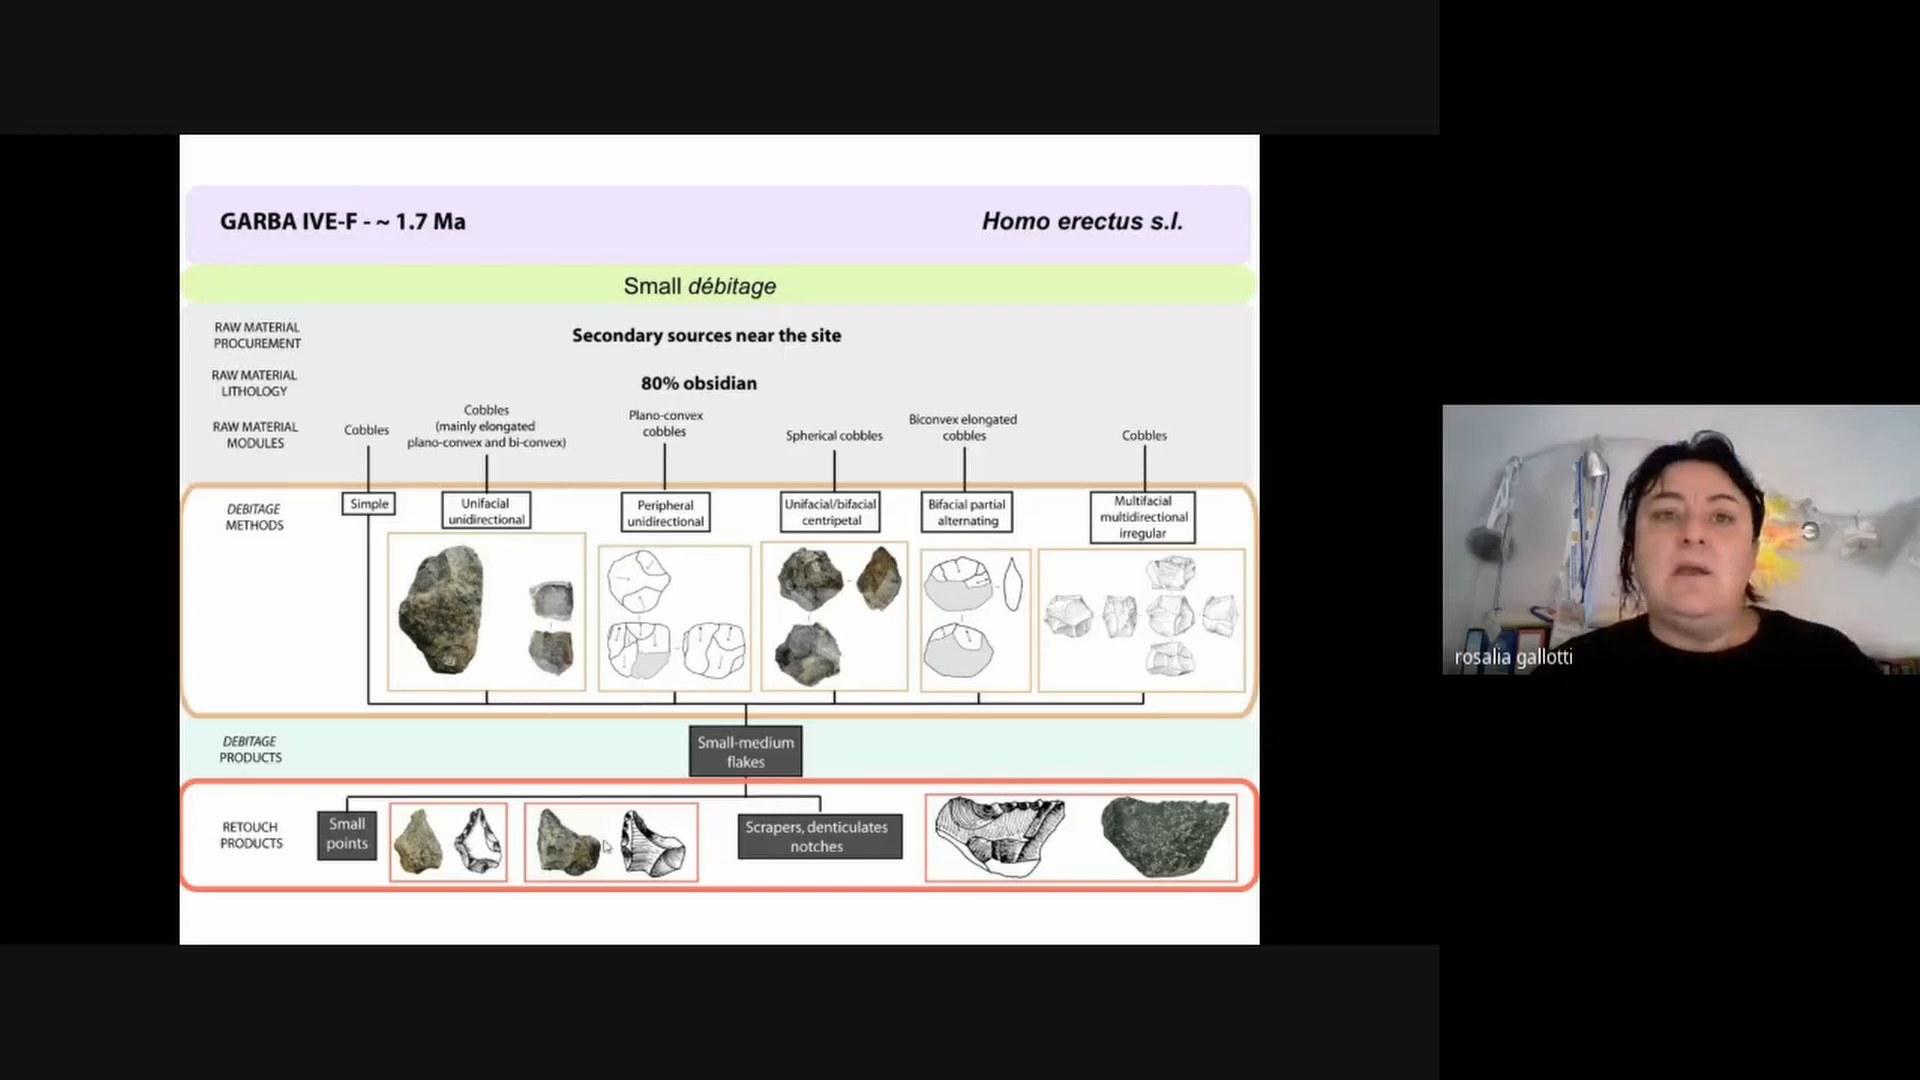 GARBA IVE-F - ~ 1.7 Ma
Homo erectus s.l.
Small débitage
RAW MATERIAL
PROCUREMENT
Secondary sources near the site
RAW MATERIAL
LITHOLOGY
80% obsidian
RAW MATERIAL
MODULES
Cobbles
Cobbles
(mainly elongated
plano-convex and bi-convex)
Plano-convex
cobbles
Spherical cobbles
Biconvex elongated
cobbles
Cobbles
DEBITAGE
METHODS
Simple
Unifacial
unidirectional
Peripheral
unidirectional
Unifacial/bifacial
centripetal
Bifacial partial
alternating
Multifacial
multidirectional
irregular
DEBITAGE
PRODUCTS
Small-medium
flakes
RETOUCH
PRODUCTS
Small
points
Scrapers, denticulates
notches
rosalia gallotti